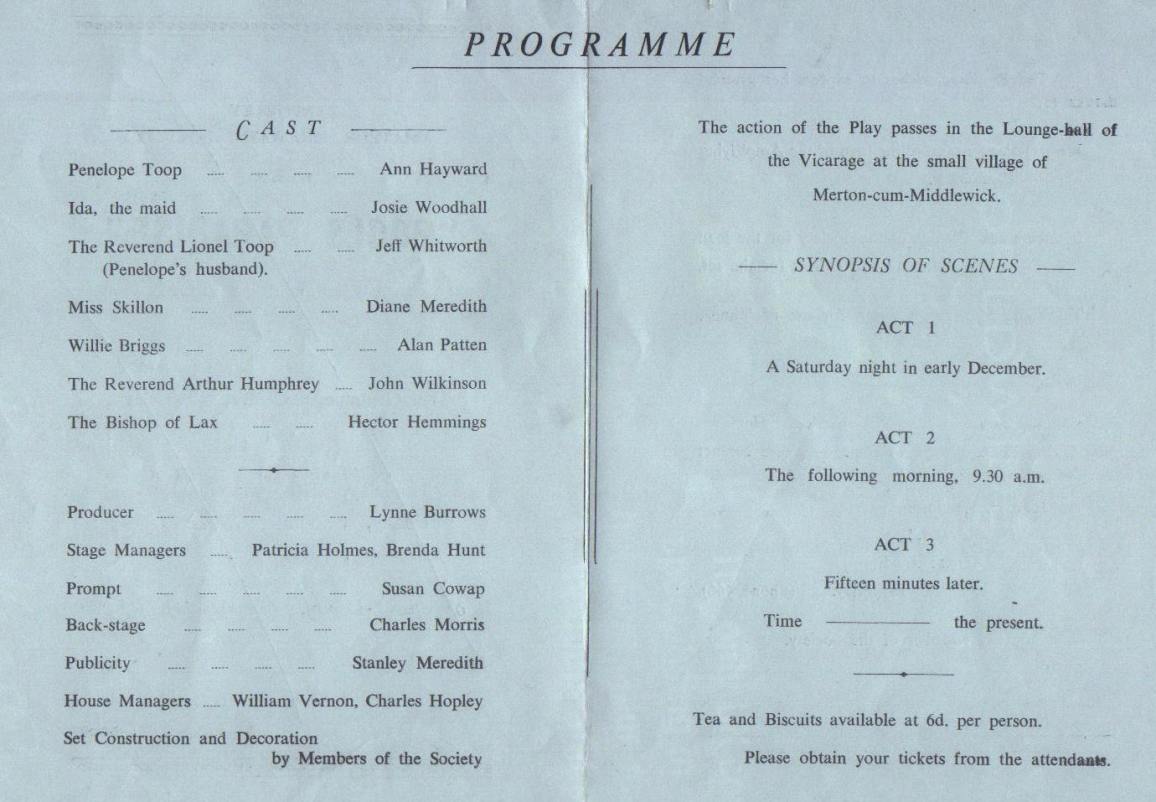 PROGRAMME
CAST
Penelope Toop ..... ..... ..... ..... Ann Hayward
Ida, the maid ..... ..... ..... ..... Josie Woodhall
The Reverend Lionel Toop ..... ..... Jeff Whitworth
(Penelope's husband).
Miss Skillon ..... ..... ..... ..... Diane Meredith
Willie Briggs ..... ..... ..... ..... ..... Alan Patten
The Reverend Arthur Humphrey ..... John Wilkinson
The Bishop of Lax ..... ..... Hector Hemmings
Producer ..... ..... ..... ..... ..... Lynne Burrows
Stage Managers ..... Patricia Holmes, Brenda Hunt
Prompt ..... ..... ..... ..... ..... Susan Cowap
Back-stage ..... ..... ..... ..... Charles Morris
Publicity ..... ..... ..... ..... Stanley Meredith
House Managers ..... William Vernon, Charles Hopley
Set Construction and Decoration
by Members of the Society
The action of the Play passes in the Lounge-hall of
the Vicarage at the small village of
Merton-cum-Middlewick.
SYNOPSIS OF SCENES
ACT 1
A Saturday night in early December.
ACT 2
The following morning, 9.30 a.m.
ACT 3
Fifteen minutes later.
Time ——— the present.
Tea and Biscuits available at 6d. per person.
Please obtain your tickets from the attendants.